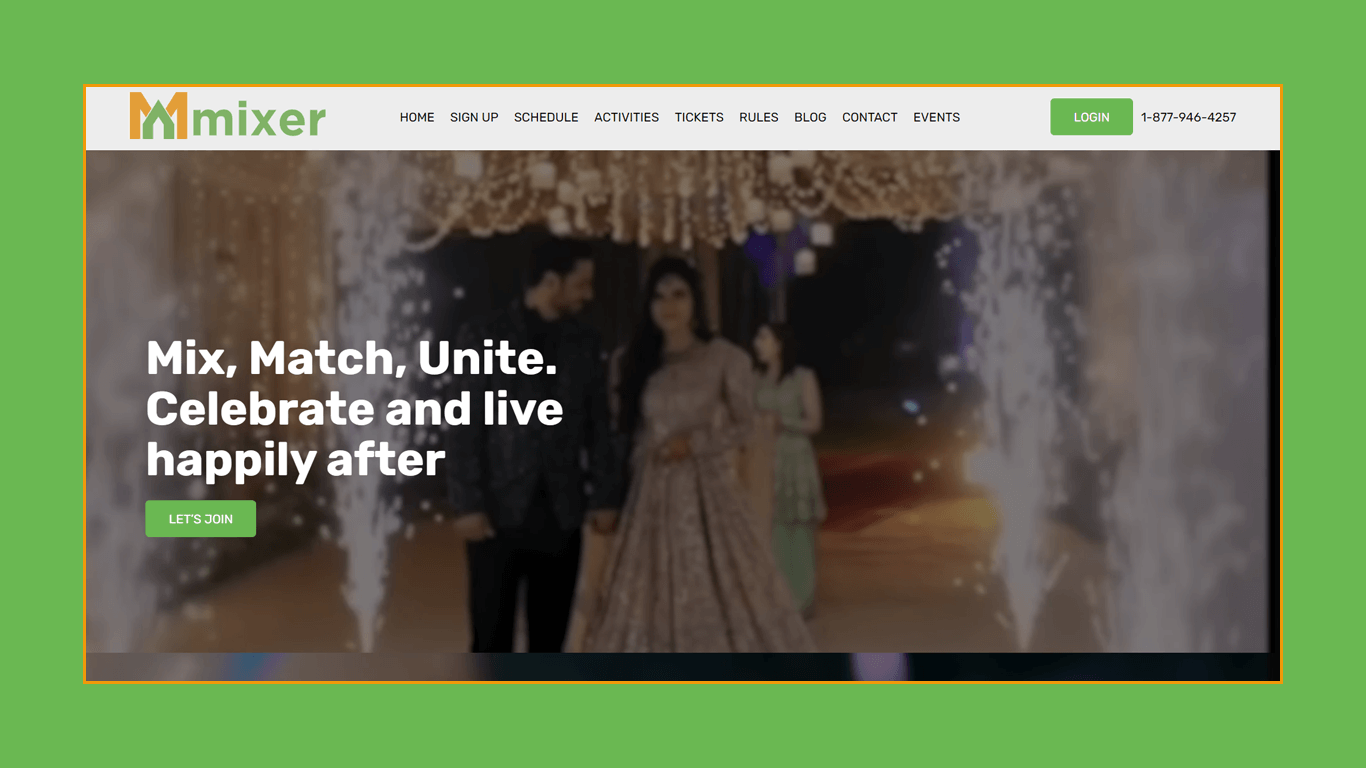 Mmixer
HOME SIGN UP SCHEDULE ACTIVITIES TICKETS RULES BLOG CONTACT EVENTS
LOGIN 1-877-946-4257
Mix, Match, Unite.
Celebrate and live
happily after
LET'S JOIN